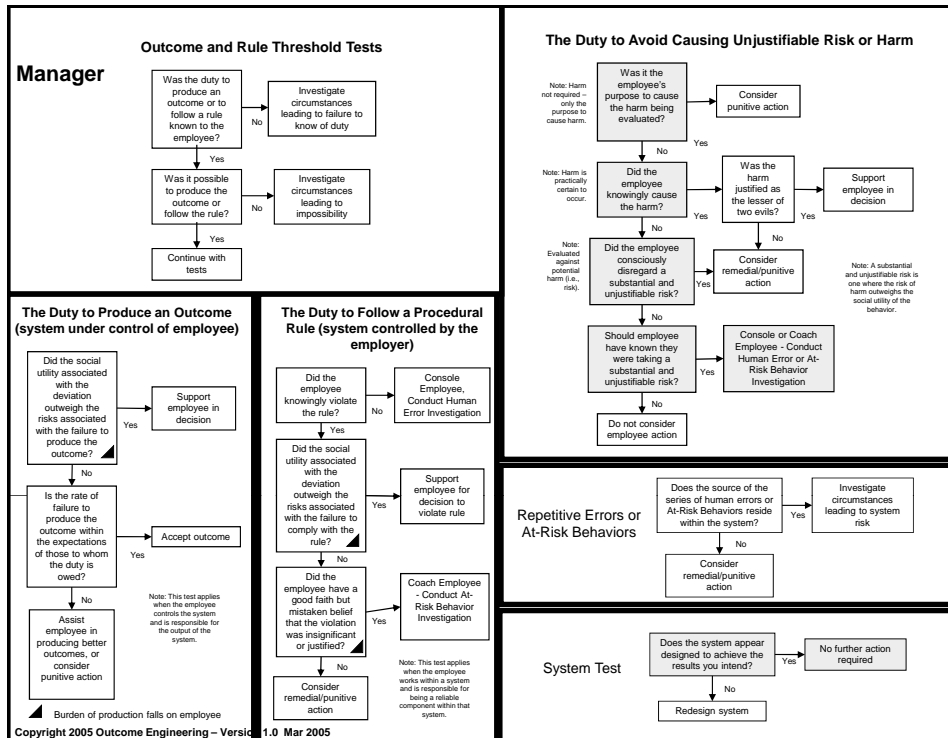 Manager
Outcome and Rule Threshold Tests
Was the duty to
produce an
outcome or to
follow a rule
known to the
employee?
No
Investigate
circumstances
leading to failure to
know of duty
Yes
Was it possible
to produce the
outcome or
follow the rule?
No
Investigate
circumstances
leading to
impossibility
Yes
Continue with
tests
The Duty to Avoid Causing Unjustifiable Risk or Harm
Note: Harm
not required –
only the
purpose to
cause harm.
Was it the
employee's
purpose to cause
the harm being
evaluated?
Yes
Consider
punitive action
No
Note: Harm is
practically
certain to
occur.
Did the
employee
knowingly cause
the harm?
Yes
Was the
harm
justified as
the lesser of
two evils?
Yes
Support
employee in
decision
No
No
Note:
Evaluated
against
potential
harm (i.e.,
risk).
Did the employee
consciously
disregard a
substantial and
unjustifiable risk?
Yes
Consider
remedial/punitive
action
Note: A substantial
and unjustifiable risk is
one where the risk of
harm outweighs the
social utility of the
behavior.
No
Should employee
have known they
were taking a
substantial and
unjustifiable risk?
Yes
Console or Coach
Employee - Conduct
Human Error or At-
Risk Behavior
Investigation
No
Do not consider
employee action
The Duty to Produce an Outcome
(system under control of employee)
Did the social
utility associated
with the
deviation
outweigh the
risks associated
with the failure to
produce the
outcome?
Yes
Support
employee in
decision
No
Is the rate of
failure to
produce the
outcome within
the expectations
of those to whom
the duty is
owed?
Yes
Accept outcome
No
Assist
employee in
producing better
outcomes, or
consider
punitive action
Note: This test applies
when the employee
controls the system
and is responsible for
the output of the
system.
Burden of production falls on employee
The Duty to Follow a Procedural
Rule (system controlled by the
employer)
Did the
employee
knowingly violate
the rule?
No
Console
Employee,
Conduct Human
Error Investigation
Yes
Did the social
utility associated
with the
deviation
outweigh the
risks associated
with the failure to
comply with the
rule?
Yes
Support
employee for
decision to
violate rule
No
Did the
employee have a
good faith but
mistaken belief
that the violation
was insignificant
or justified?
Yes
Coach Employee
- Conduct At-
Risk Behavior
Investigation
No
Consider
remedial/punitive
action
Note: This test applies
when the employee
works within a system
and is responsible for
being a reliable
component within that
system.
Repetitive Errors or
At-Risk Behaviors
Does the source of the
series of human errors or
At-Risk Behaviors reside
within the system?
Yes
Investigate
circumstances
leading to system
risk
No
Consider
remedial/punitive
action
System Test
Does the system appear
designed to achieve the
results you intend?
Yes
No further action
required
No
Redesign system
Copyright 2005 Outcome Engineering – Version 1.0 Mar 2005